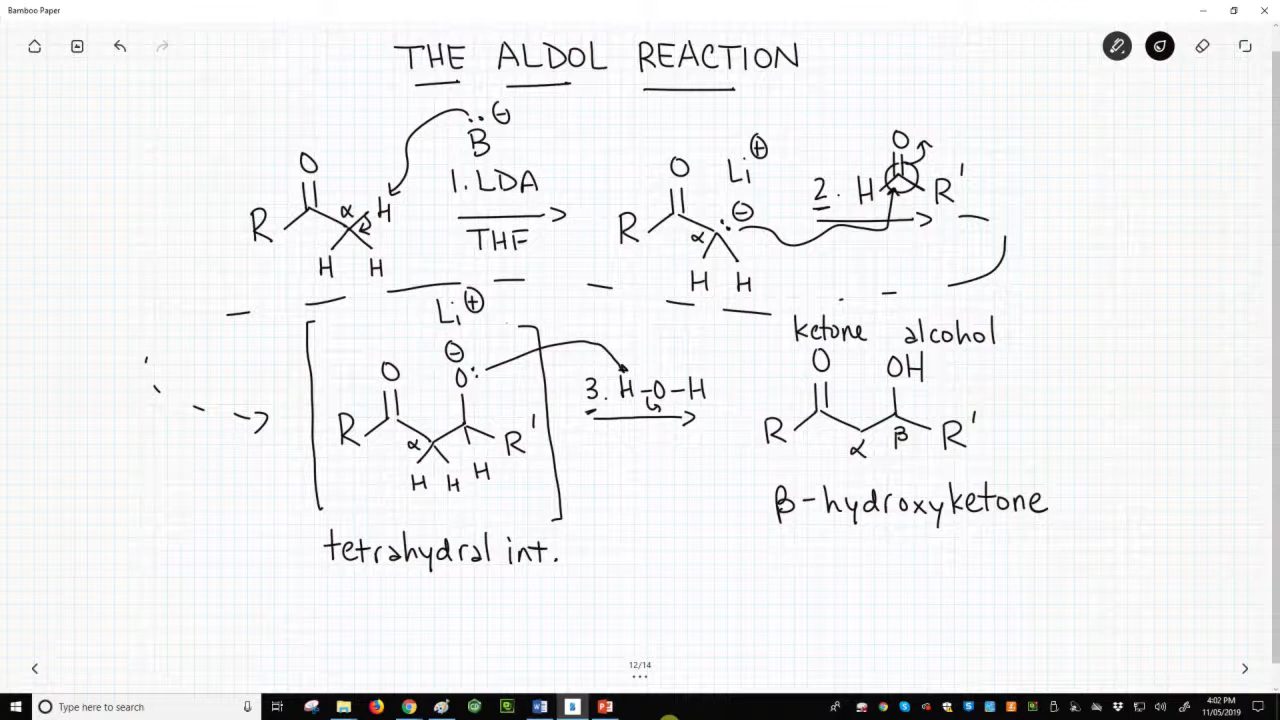 Bamboo Paper
THE ALDOL REACTION
:⊖
B
O
R
α
H
H
H
1. LDA
THF
O
R
α
:⊖
H
H
Li⊕
2.
O
H
R'
Li⊕
O
R
α
H
H
⊖
O:
H
R'
tetrahydral int.
3. H-O-H
ketone alcohol
O
OH
R
α
β
R'
β-hydroxyketone
12/14
Type here to search
4:02 PM
11/05/2019